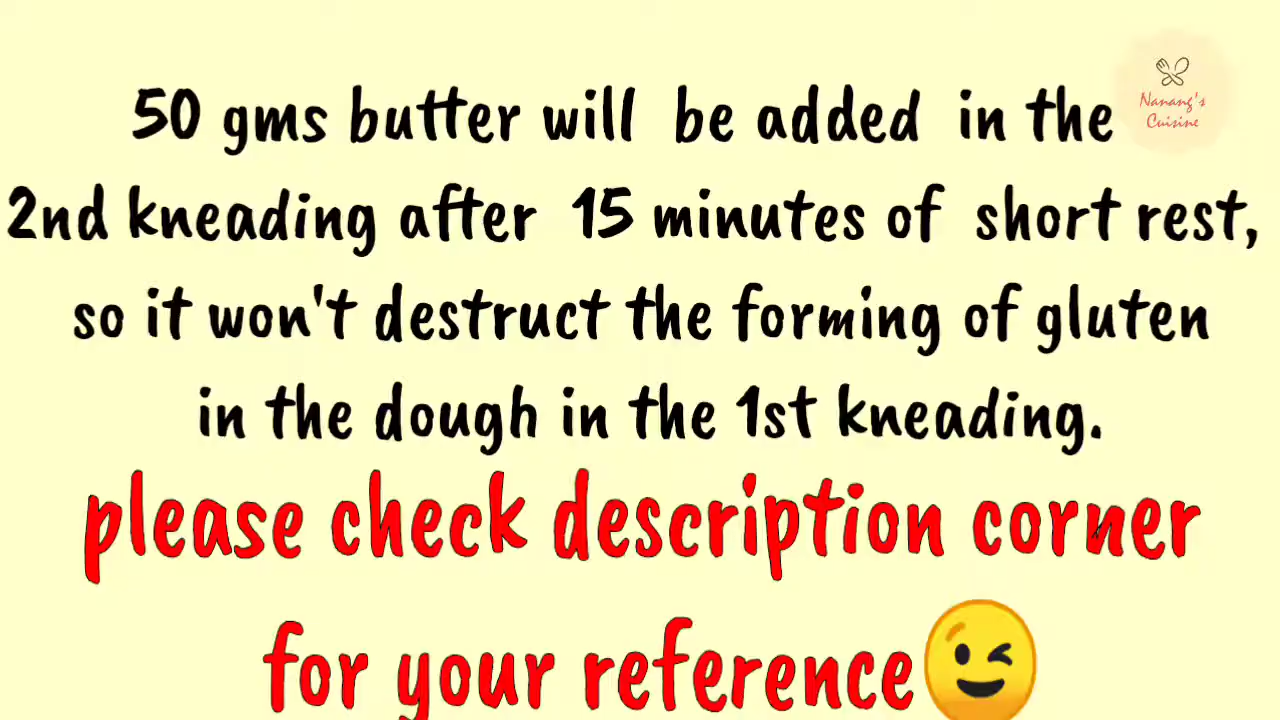 50 gms butter will be added in the
Nanang's
Cuisine
2nd kneading after 15 minutes of short rest,
so it won't destruct the forming of gluten
in the dough in the 1st kneading.
please check description corner
for your reference😉